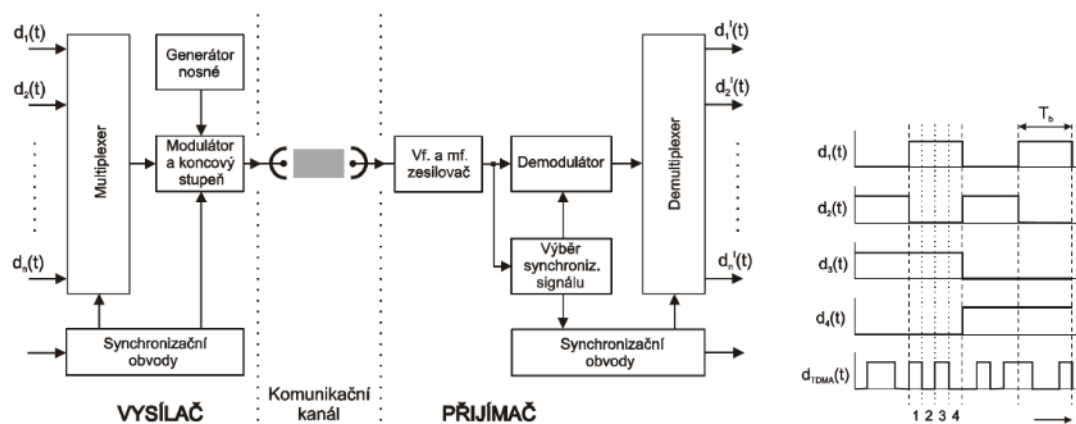 d1(t)
d2(t)
dn(t)
Multiplexer
Generátor
nosné
Modulátor
a koncový
stupeň
Synchronizační
obvody
VYSÍLAČ
Komunikační
kanál
Vf. a mf.
zesilovač
Demodulátor
Výběr
synchroniz.
signálu
Demultiplexer
Synchronizační
obvody
PŘIJÍMAČ
d1'(t)
d2'(t)
dn'(t)
Tb
d1(t)
d2(t)
d3(t)
d4(t)
dTDMA(t)
1 2 3 4